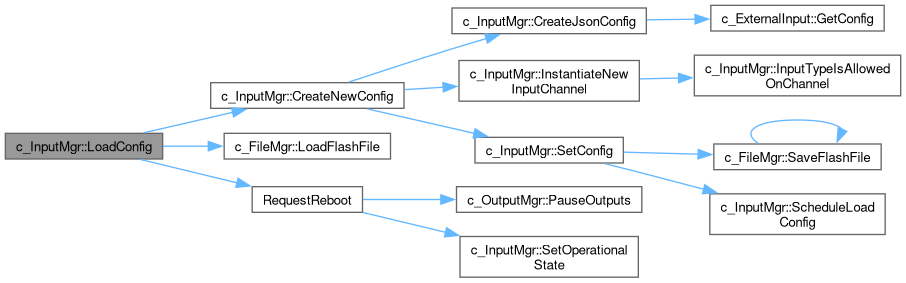 c_InputMgr::LoadConfig
c_InputMgr::CreateNewConfig
c_FileMgr::LoadFlashFile
RequestReboot
c_InputMgr::CreateJsonConfig
c_InputMgr::InstantiateNew
InputChannel
c_InputMgr::SetConfig
c_OutputMgr::PauseOutputs
c_InputMgr::SetOperational
State
c_ExternalInput::GetConfig
c_InputMgr::InputTypeIsAllowed
OnChannel
c_FileMgr::SaveFlashFile
c_InputMgr::ScheduleLoad
Config